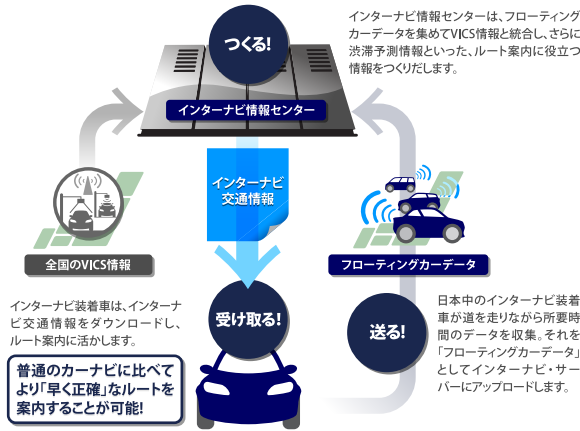 つくる!
インターナビ情報センターは、フローティング
カーデータを集めてVICS情報と統合し、さらに
渋滞予測情報といった、ルート案内に役立つ
情報をつくりだします。
インターナビ情報センター
インターナビ
交通情報
全国のVICS情報
フローティングカーデータ
インターナビ装着車は、インターナ
ビ交通情報をダウンロードし、
ルート案内に活かします。
普通のカーナビに比べて
より「早く正確」なルートを
案内することが可能!
受け取る!
送る!
日本中のインターナビ装着
車が道を走りながら所要時
間のデータを収集。それを
「フローティングカーデータ」
としてインターナビ・サー
バーにアップロードします。